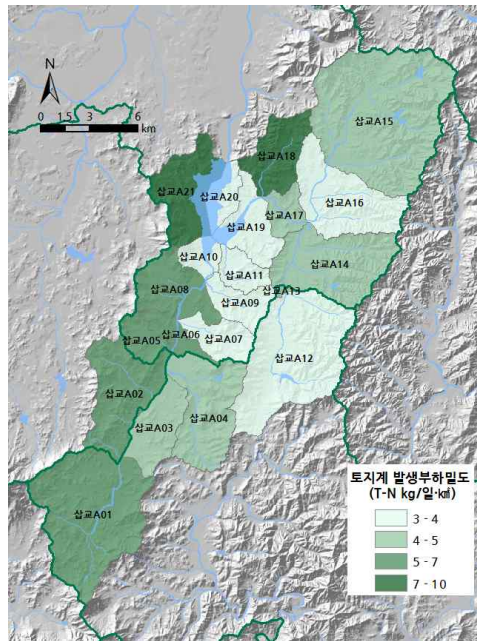 N
0 1.5 3 6
km
삽교A15
삽교A18
삽교A21
삽교A20
삽교A16
삽교A17
삽교A19
삽교A10
삽교A11
삽교A14
삽교A08
삽교A13
삽교A09
삽교A06
삽교A05
삽교A07
삽교A12
삽교A02
삽교A04
삽교A03
삽교A01
토지계 발생부하밀도
(T-N kg/일·㎢)
3 - 4
4 - 5
5 - 7
7 - 10